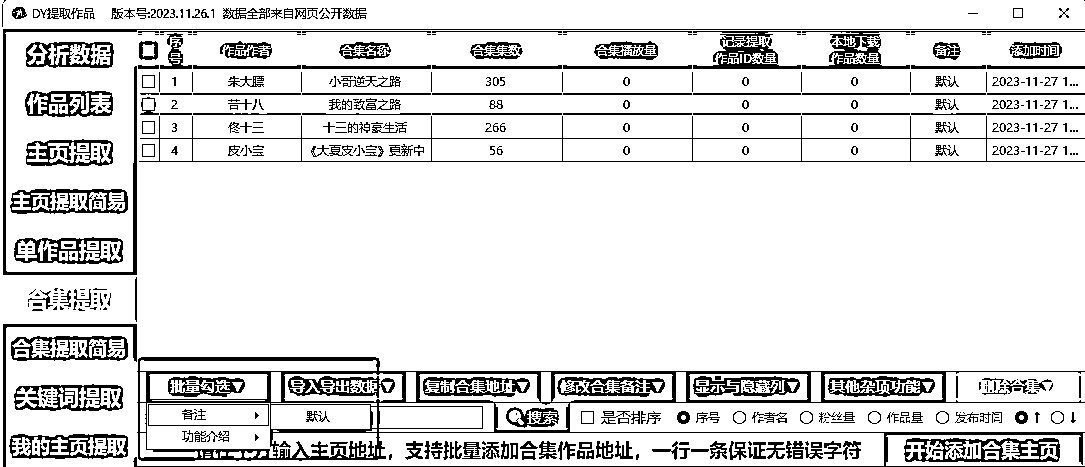 DY提取作品 版本号:2023.11.26.1 数据全部来自网页公开数据
分析数据
作品列表
主页提取
主页提取简易
单作品提取
合集提取
合集提取简易
关键词提取
我的主页提取
序号 作品作者 合集名称 合集集数 合集播放量 记录提取作品ID数量 本地下载作品数量 备注 添加时间
1 朱大腰 小哥逆天之路 305 0 0 0 默认 2023-11-27 1...
2 苦十八 我的致富之路 88 0 0 0 默认 2023-11-27 1...
3 佟十三 十三的神豪生活 266 0 0 0 默认 2023-11-27 1...
4 皮小宝 《大夏皮小宝》更新中 56 0 0 0 默认 2023-11-27 1...
批量勾选▽ 导入导出数据▽ 复制合集地址▽ 修改合集备注▽ 显示与隐藏列▽ 其他杂项功能▽ 删除合集▽
备注 默认 搜索 是否排序 序号 作者名 粉丝量 作品量 发布时间 ↑ ↓
功能介绍
输入主页地址，支持批量添加合集作品地址，一行一条保证无错误字符 开始添加合集主页